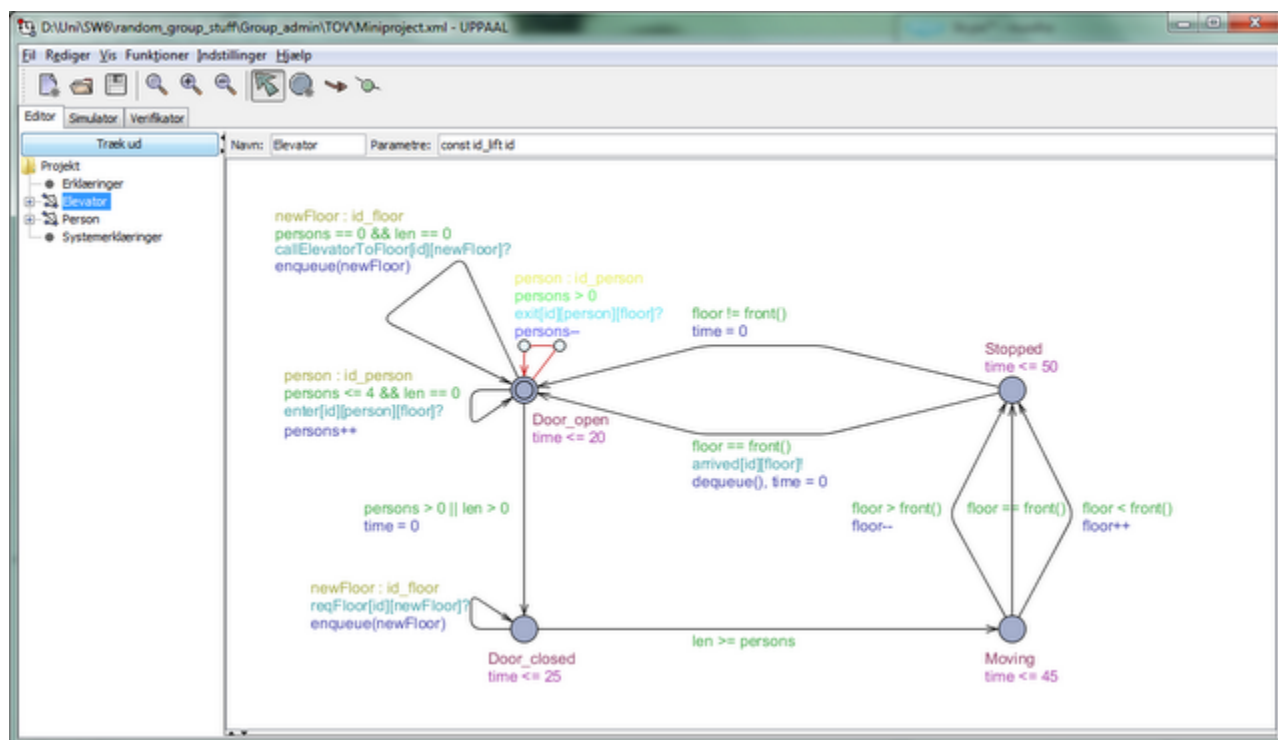 D:\Uni\SW6\random_group_stuff\Group_admin\TOV\Miniproject.xml - UPPAAL
Fil Rediger Vis Funktioner Indstillinger Hjælp
Editor Simulator Verifikator
Træk ud
Navn: Elevator Parametre: const id_lift id
Projekt
Erklæringer
Elevator
Person
Systemerklæringer
newFloor : id_floor
persons == 0 && len == 0
callElevatorToFloor[id][newFloor]?
enqueue(newFloor)
person : id_person
persons > 0
exit[id][person][floor]?
persons--
floor != front()
time = 0
Stopped
time <= 50
person : id_person
persons <= 4 && len == 0
enter[id][person][floor]?
persons++
Door_open
time <= 20
floor == front()
arrived[id][floor]!
dequeue(), time = 0
persons > 0 || len > 0
time = 0
floor > front()
floor--
floor == front()
floor < front()
floor++
newFloor : id_floor
reqFloor[id][newFloor]?
enqueue(newFloor)
len >= persons
Door_closed
time <= 25
Moving
time <= 45